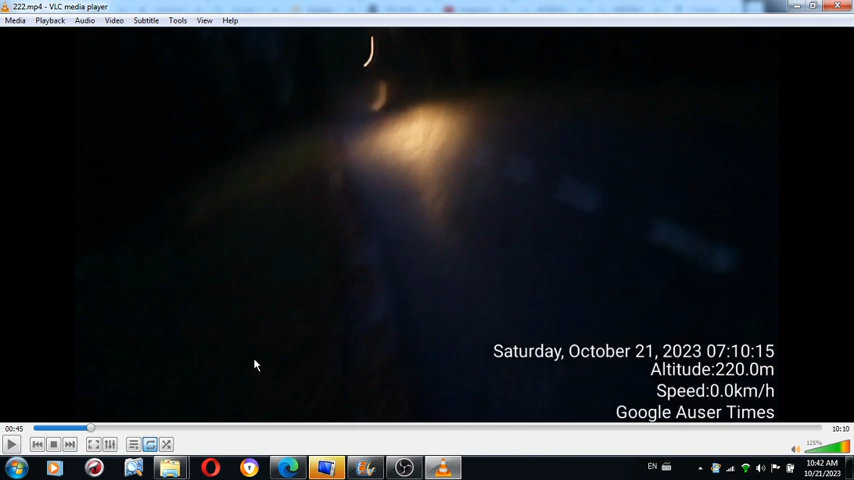 222.mp4 - VLC media player
Media Playback Audio Video Subtitle Tools View Help
Saturday, October 21, 2023 07:10:15
Altitude:220.0m
Speed:0.0km/h
Google Auser Times
00:45
10:10
125%
EN
10:42 AM
10/21/2023